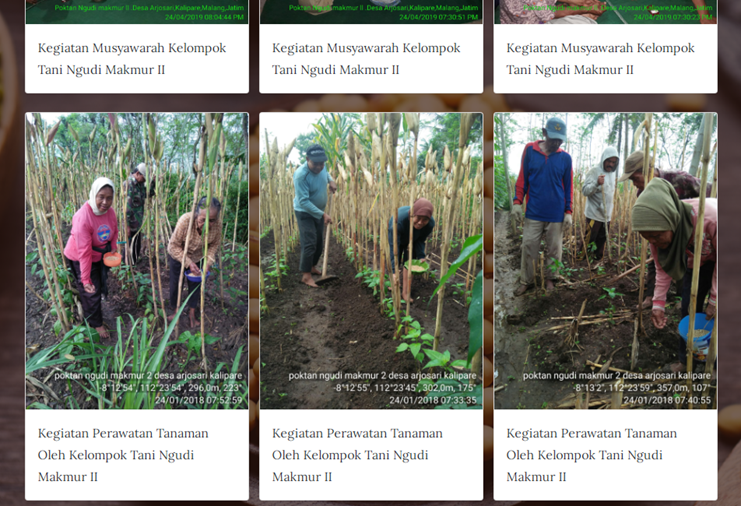 Poktan Ngudi makmur II .Desa Arjosari,Kalipare,Malang,Jatim
24/04/2019 08:04:44 PM
Poktan Ngudi makmur II .Desa Arjosari,Kalipare,Malang,Jatim
24/04/2019 07:30:51 PM
Poktan Ngudi makmur II .Desa Arjosari,Kalipare,Malang,Jatim
24/04/2019 07:30:23 PM
Kegiatan Musyawarah Kelompok
Tani Ngudi Makmur II
Kegiatan Musyawarah Kelompok
Tani Ngudi Makmur II
Kegiatan Musyawarah Kelompok
Tani Ngudi Makmur II
poktan ngudi makmur 2 desa arjosari kalipare
-8°12'54", 112°23'54", 296,0m, 223°
24/01/2018 07:52:59
poktan ngudi makmur 2 desa arjosari kalipare
-8°12'55", 112°23'45", 302,0m, 175°
24/01/2018 07:33:35
poktan ngudi makmur 2 desa arjosari kalipare
-8°13'2", 112°23'59", 357,0m, 107°
24/01/2018 07:40:55
Kegiatan Perawatan Tanaman
Oleh Kelompok Tani Ngudi
Makmur II
Kegiatan Perawatan Tanaman
Oleh Kelompok Tani Ngudi
Makmur II
Kegiatan Perawatan Tanaman
Oleh Kelompok Tani Ngudi
Makmur II